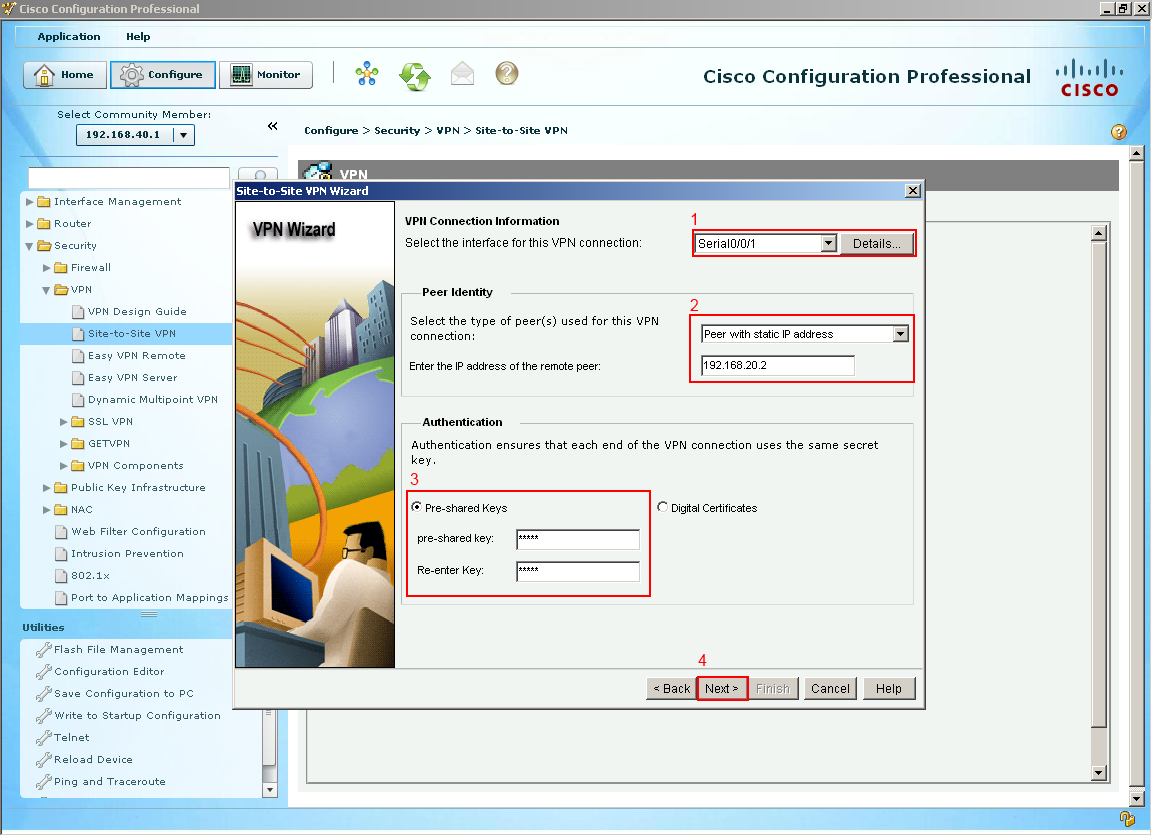 Cisco Configuration Professional
Application Help
Home Configure Monitor
Cisco Configuration Professional
CISCO
Select Community Member:
192.168.40.1
«
Configure > Security > VPN > Site-to-Site VPN
VPN
Interface Management
Router
Security
Firewall
VPN
VPN Design Guide
Site-to-Site VPN
Easy VPN Remote
Easy VPN Server
Dynamic Multipoint VPN
SSL VPN
GETVPN
VPN Components
Public Key Infrastructure
NAC
Web Filter Configuration
Intrusion Prevention
802.1x
Port to Application Mappings
Utilities
Flash File Management
Configuration Editor
Save Configuration to PC
Write to Startup Configuration
Telnet
Reload Device
Ping and Traceroute
Site-to-Site VPN Wizard
VPN Wizard
VPN Connection Information
1
Select the interface for this VPN connection:
Serial0/0/1
Details...
Peer Identity
2
Select the type of peer(s) used for this VPN
connection:
Peer with static IP address
Enter the IP address of the remote peer:
192.168.20.2
Authentication
Authentication ensures that each end of the VPN connection uses the same secret
key.
3
Pre-shared Keys
Digital Certificates
pre-shared key:
*****
Re-enter Key:
*****
4
< Back Next > Finish Cancel Help